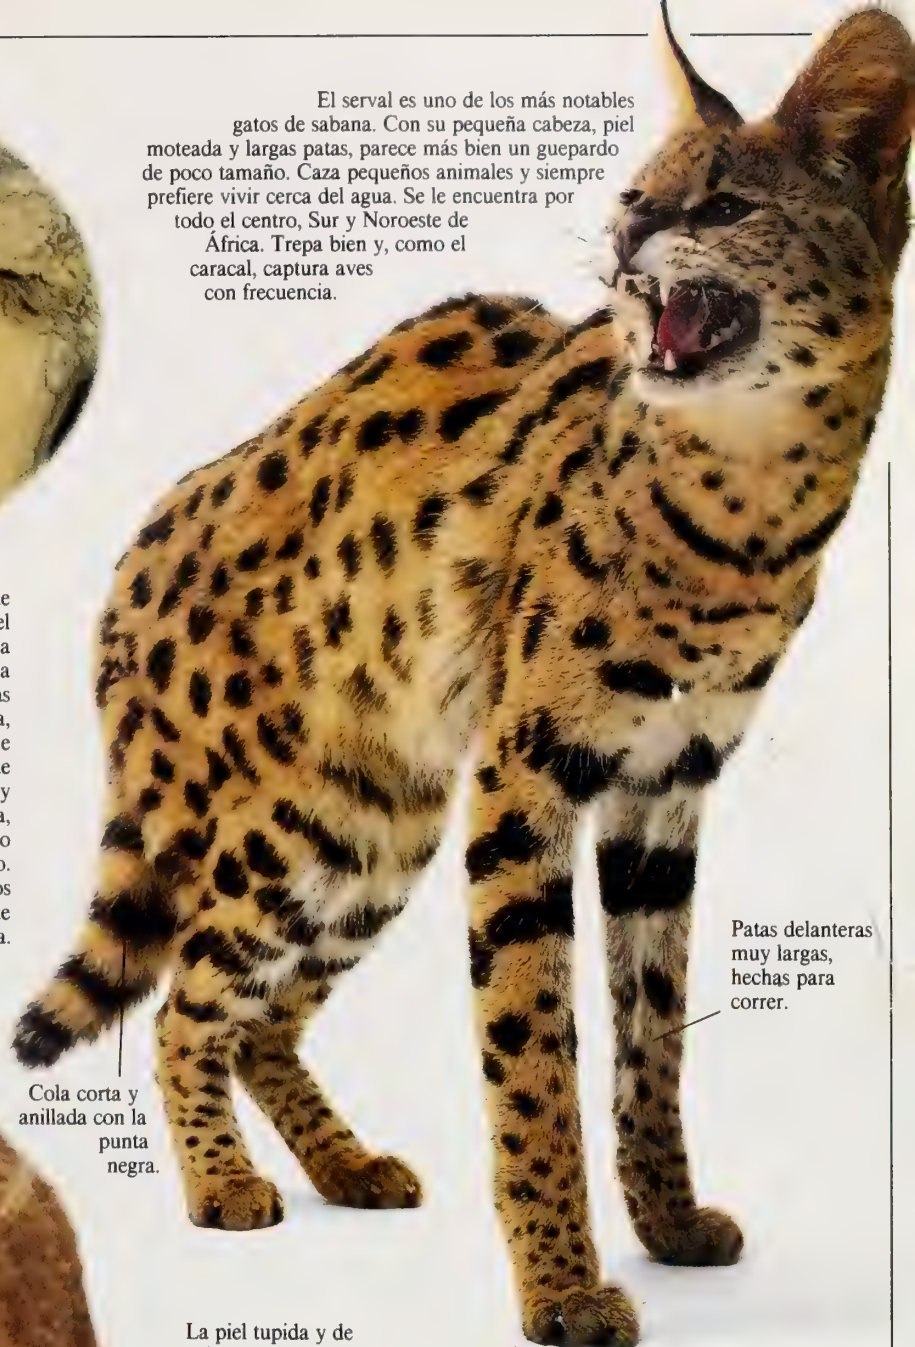 El serval es uno de los más notables
gatos de sabana. Con su pequeña cabeza, piel
moteada y largas patas, parece más bien un guepardo
de poco tamaño. Caza pequeños animales y siempre
prefiere vivir cerca del agua. Se le encuentra por
todo el centro, Sur y Noroeste de
África. Trepa bien y, como el
caracal, captura aves
con frecuencia.
Patas delanteras
muy largas,
hechas para
correr.
Cola corta y
anillada con la
punta
negra.
La piel tupida y de